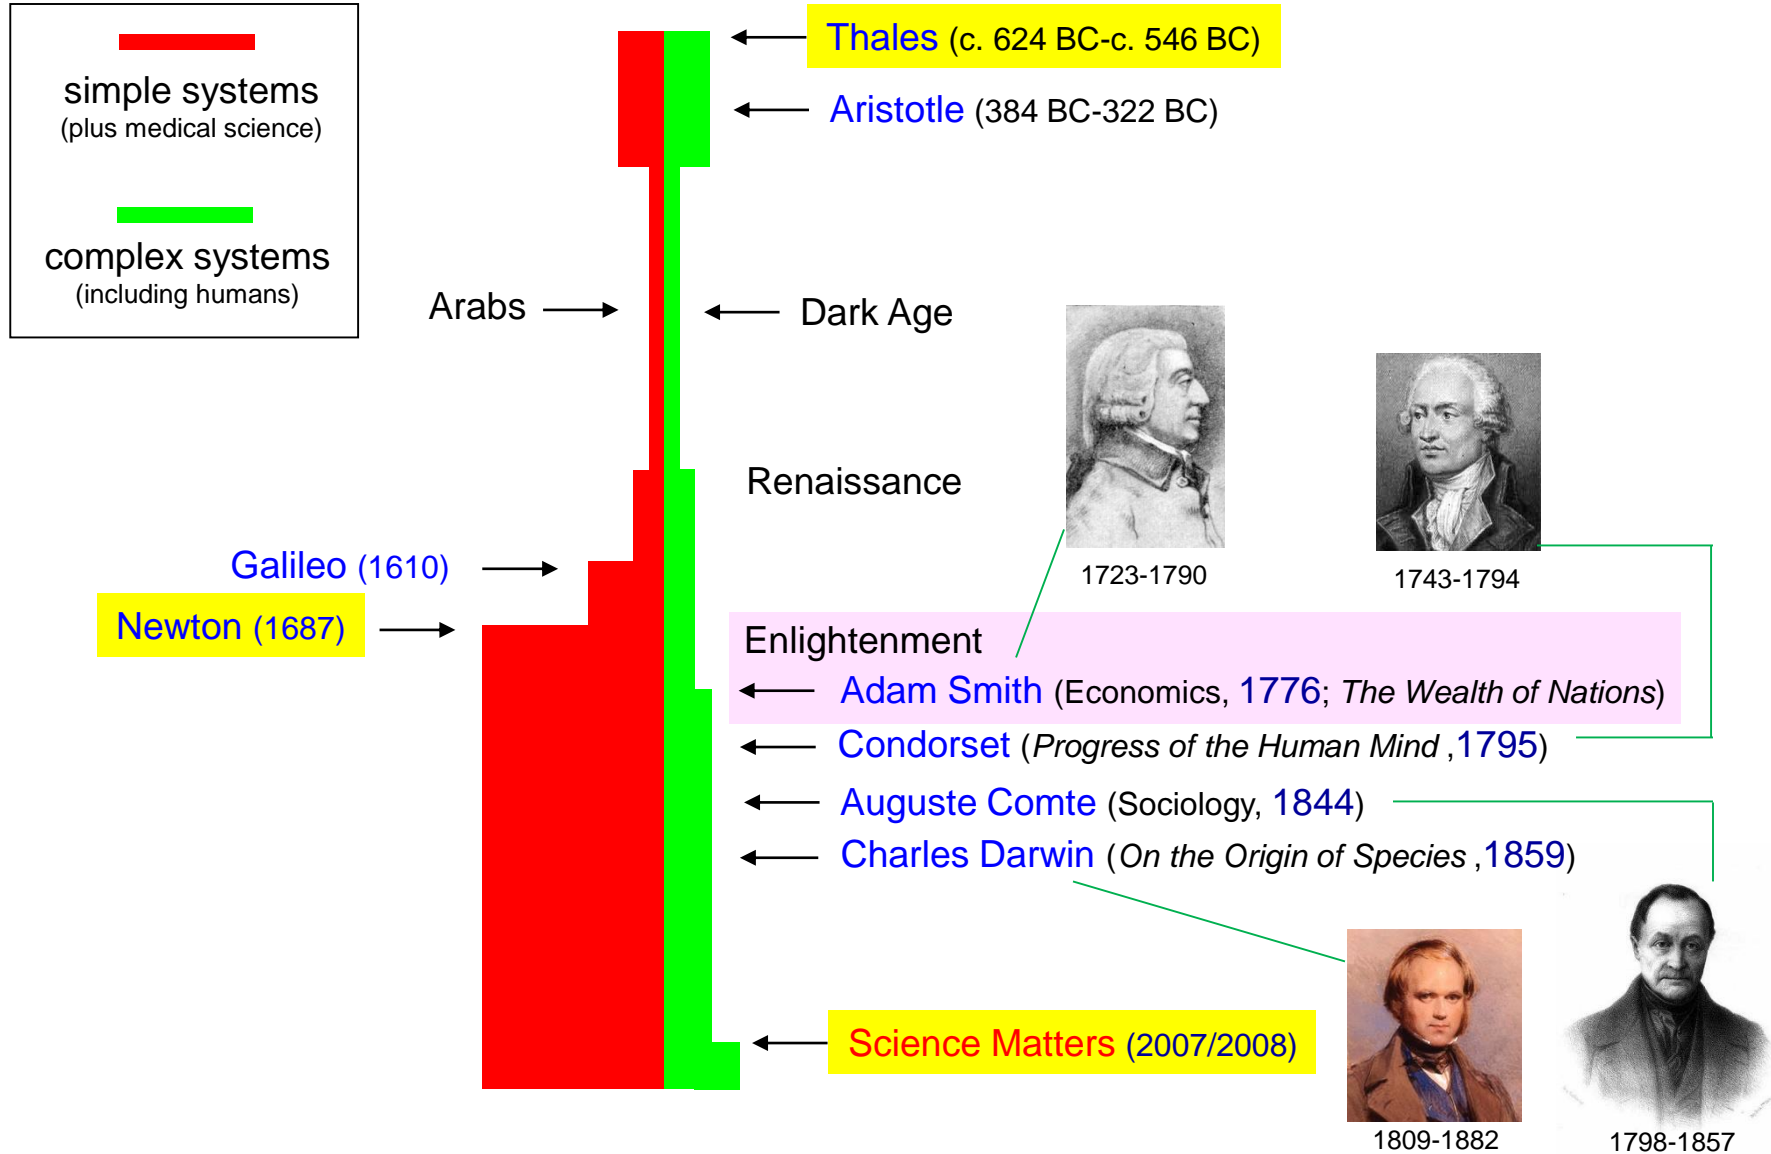 simple systems
(plus medical science)
complex systems
(including humans)
Thales (c. 624 BC-c. 546 BC)
Aristotle (384 BC-322 BC)
Arabs
Dark Age
Renaissance
Galileo (1610)
Newton (1687)
1723-1790
1743-1794
Enlightenment
Adam Smith (Economics, 1776; The Wealth of Nations)
Condorset (Progress of the Human Mind ,1795)
Auguste Comte (Sociology, 1844)
Charles Darwin (On the Origin of Species ,1859)
Science Matters (2007/2008)
1809-1882
1798-1857